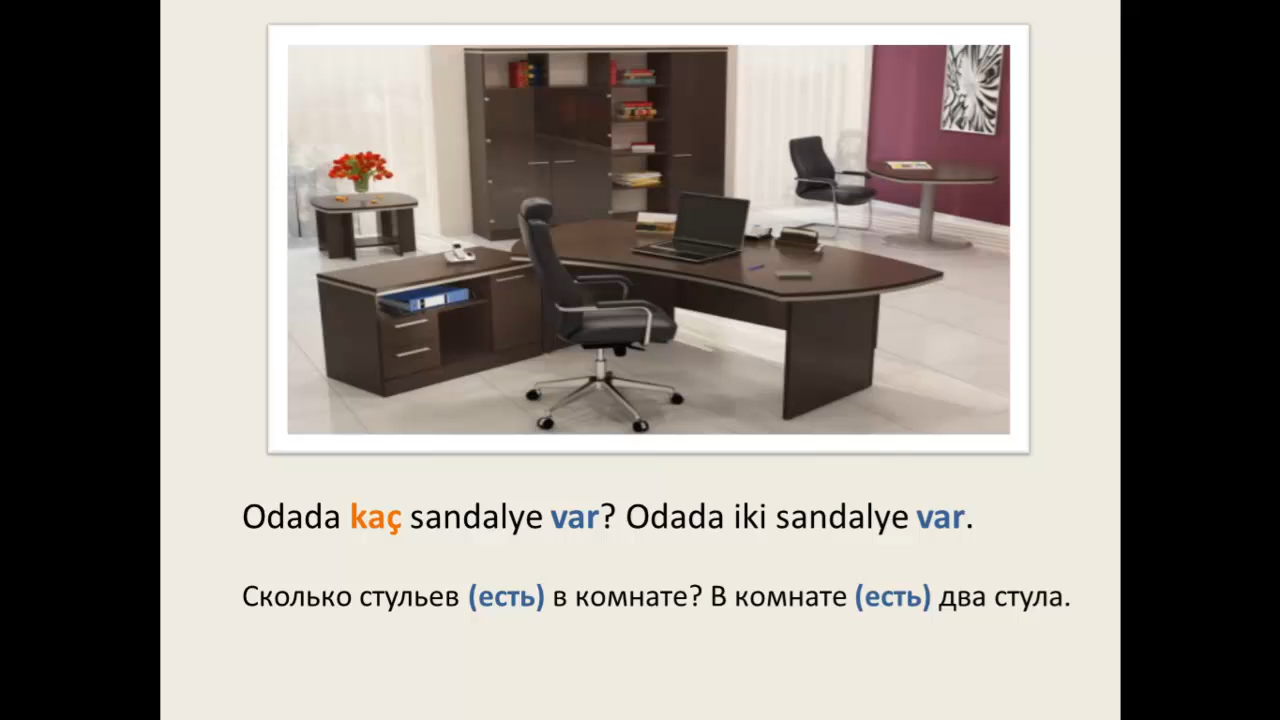 Odada kaç sandalye var? Odada iki sandalye var.
Сколько стульев (есть) в комнате? В комнате (есть) два стула.